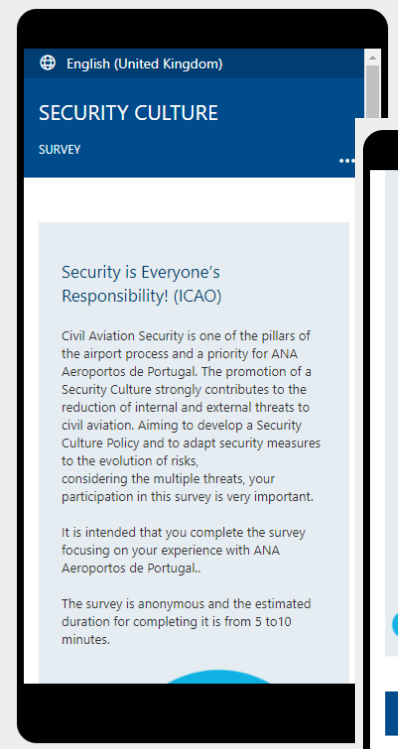 English (United Kingdom)
SECURITY CULTURE
SURVEY
Security is Everyone's
Responsibility! (ICAO)
Civil Aviation Security is one of the pillars of
the airport process and a priority for ANA
Aeroportos de Portugal. The promotion of a
Security Culture strongly contributes to the
reduction of internal and external threats to
civil aviation. Aiming to develop a Security
Culture Policy and to adapt security measures
to the evolution of risks,
considering the multiple threats, your
participation in this survey is very important.
It is intended that you complete the survey
focusing on your experience with ANA
Aeroportos de Portugal..
The survey is anonymous and the estimated
duration for completing it is from 5 to10
minutes.